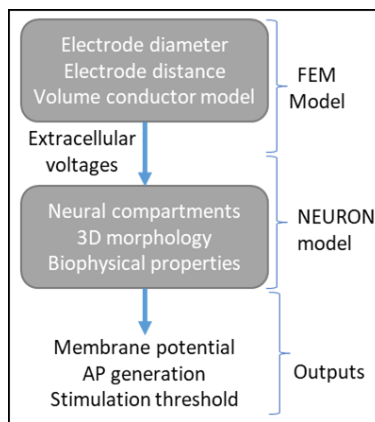 Electrode diameter
Electrode distance
Volume conductor model
FEM
Model
Extracellular
voltages
Neural compartments
3D morphology
Biophysical properties
NEURON
model
Membrane potential
AP generation
Stimulation threshold
Outputs